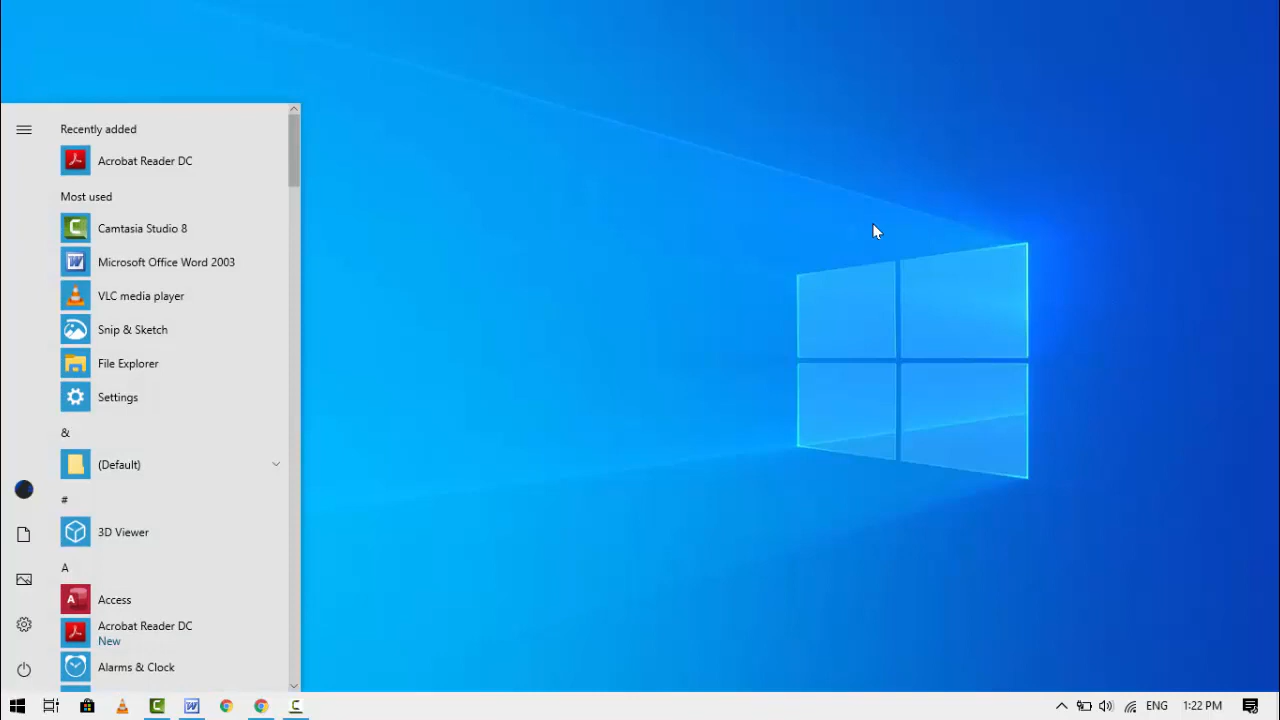 Recently added
Acrobat Reader DC
Most used
Camtasia Studio 8
Microsoft Office Word 2003
VLC media player
Snip & Sketch
File Explorer
Settings
&
(Default)
#
3D Viewer
A
Access
Acrobat Reader DC
New
Alarms & Clock
ENG
1:22 PM